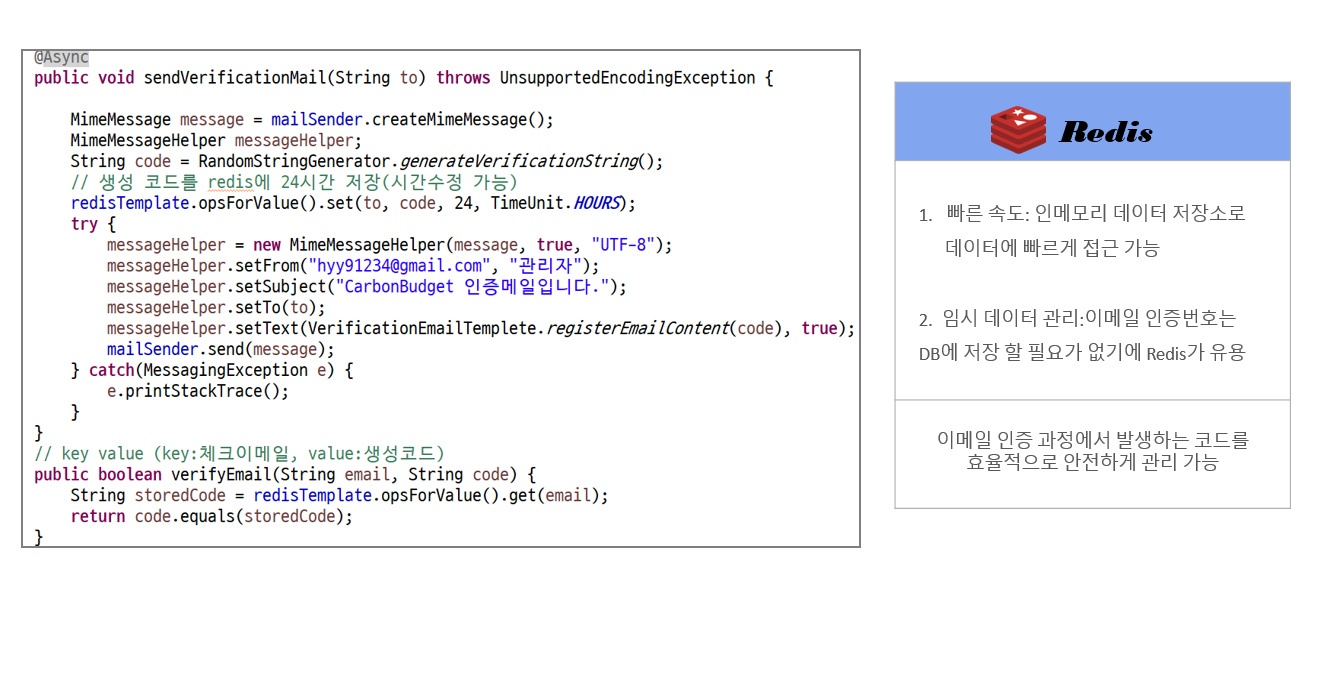 @Async
public void sendVerificationMail(String to) throws UnsupportedEncodingException {
MimeMessage message = mailSender.createMimeMessage();
MimeMessageHelper messageHelper;
String code = RandomStringGenerator.generateVerificationString();
// 생성 코드를 redis에 24시간 저장(시간수정 가능)
redisTemplate.opsForValue().set(to, code, 24, TimeUnit.HOURS);
try {
messageHelper = new MimeMessageHelper(message, true, "UTF-8");
messageHelper.setFrom("hyy91234@gmail.com", "관리자");
messageHelper.setSubject("CarbonBudget 인증메일입니다.");
messageHelper.setTo(to);
messageHelper.setText(VerificationEmailTemplete.registerEmailContent(code), true);
mailSender.send(message);
} catch(MessagingException e) {
e.printStackTrace();
}
}
// key value (key:체크이메일, value:생성코드)
public boolean verifyEmail(String email, String code) {
String storedCode = redisTemplate.opsForValue().get(email);
return code.equals(storedCode);
}
Redis
1. 빠른 속도: 인메모리 데이터 저장소로
데이터에 빠르게 접근 가능
2. 임시 데이터 관리:이메일 인증번호는
DB에 저장 할 필요가 없기에 Redis가 유용
이메일 인증 과정에서 발생하는 코드를
효율적으로 안전하게 관리 가능